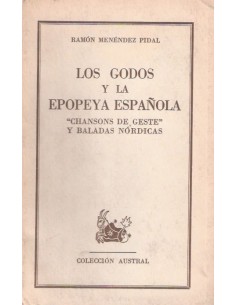 RAMÓN MENÉNDEZ PIDAL
LOS GODOS
Y LA
EPOPEYA ESPAÑOLA
"CHANSONS DE GESTE"
Y BALADAS NÓRDICAS
COLECCIÓN AUSTRAL